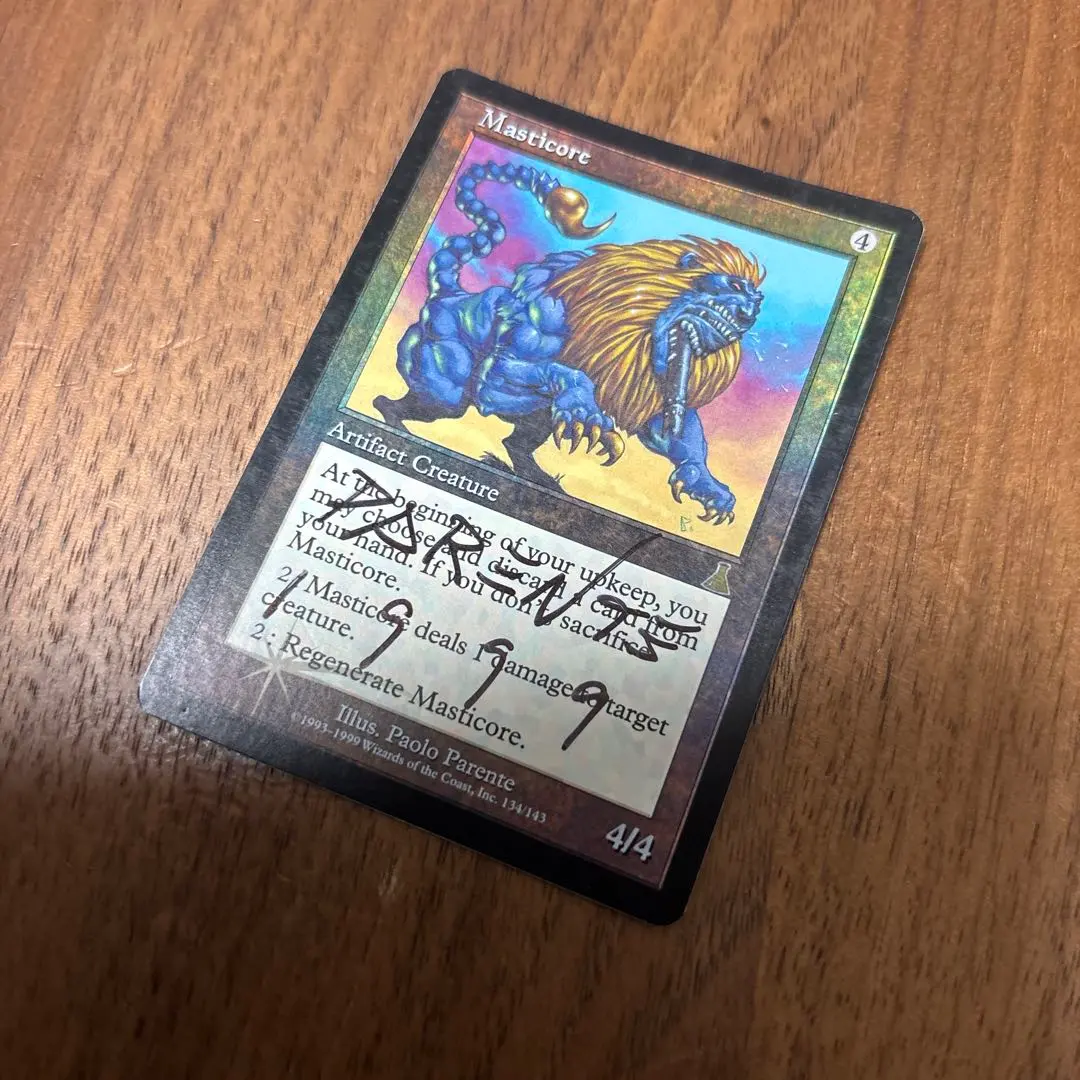 Masticore
4
Artifact Creature
At the beginning of your upkeep, you
may choose and discard a card from
your hand. If you don't, sacrifice
Masticore.
2: Masticore deals 1 damage to target
creature.
2: Regenerate Masticore.
PARENTE
1999
Illus. Paolo Parente
©1993–1999 Wizards of the Coast, Inc. 134/143
4/4